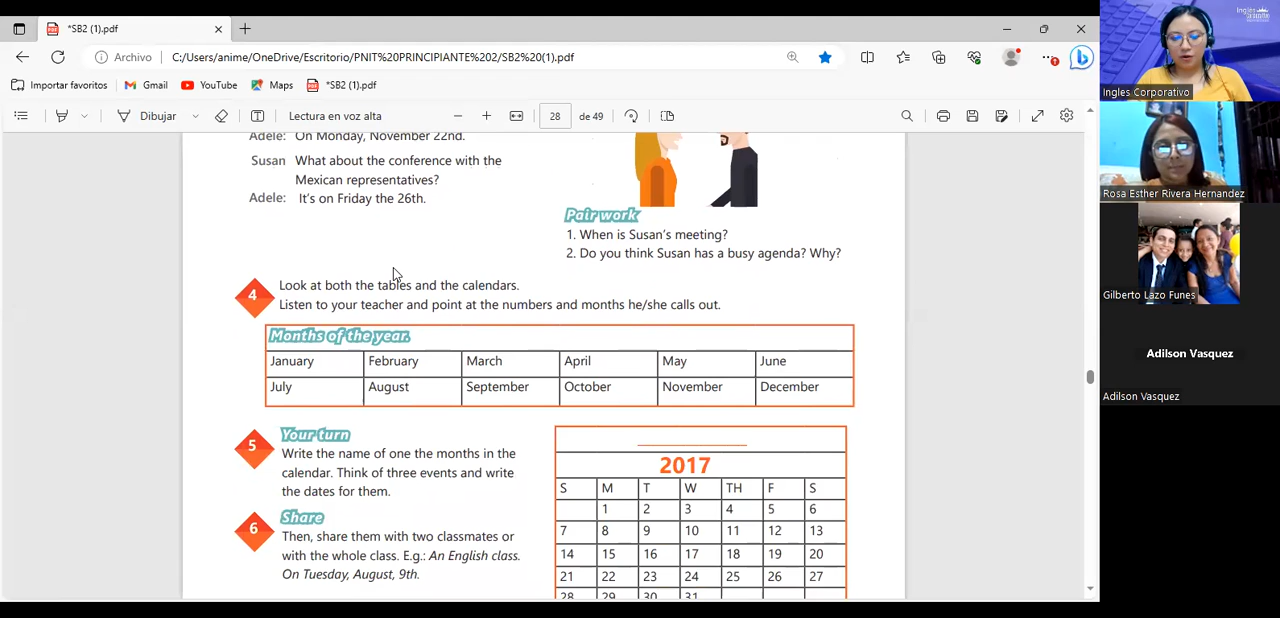 *SB2 (1).pdf
Archivo
C:/Users/anime/OneDrive/Escritorio/PNIT%20PRINCIPIANTE%202/SB2%20(1).pdf
Importar favoritos
Gmail
YouTube
Maps
*SB2 (1).pdf
Dibujar
Lectura en voz alta
28
de 49
Adele: On Monday, November 22nd.
Susan What about the conference with the
Mexican representatives?
Adele: It's on Friday the 26th.
Pair work
1. When is Susan's meeting?
2. Do you think Susan has a busy agenda? Why?
4
Look at both the tables and the calendars.
Listen to your teacher and point at the numbers and months he/she calls out.
Months of the year.
January February March April May June
July August September October November December
5
Your turn
Write the name of one the months in the
calendar. Think of three events and write
the dates for them.
6
Share
Then, share them with two classmates or
with the whole class. E.g.: An English class.
On Tuesday, August, 9th.
2017
S M T W TH F S
1 2 3 4 5 6
7 8 9 10 11 12 13
14 15 16 17 18 19 20
21 22 23 24 25 26 27
28 29 30 31
Ingles Corporativo
Rosa Esther Rivera Hernandez
Gilberto Lazo Funes
Adilson Vasquez
Adilson Vasquez